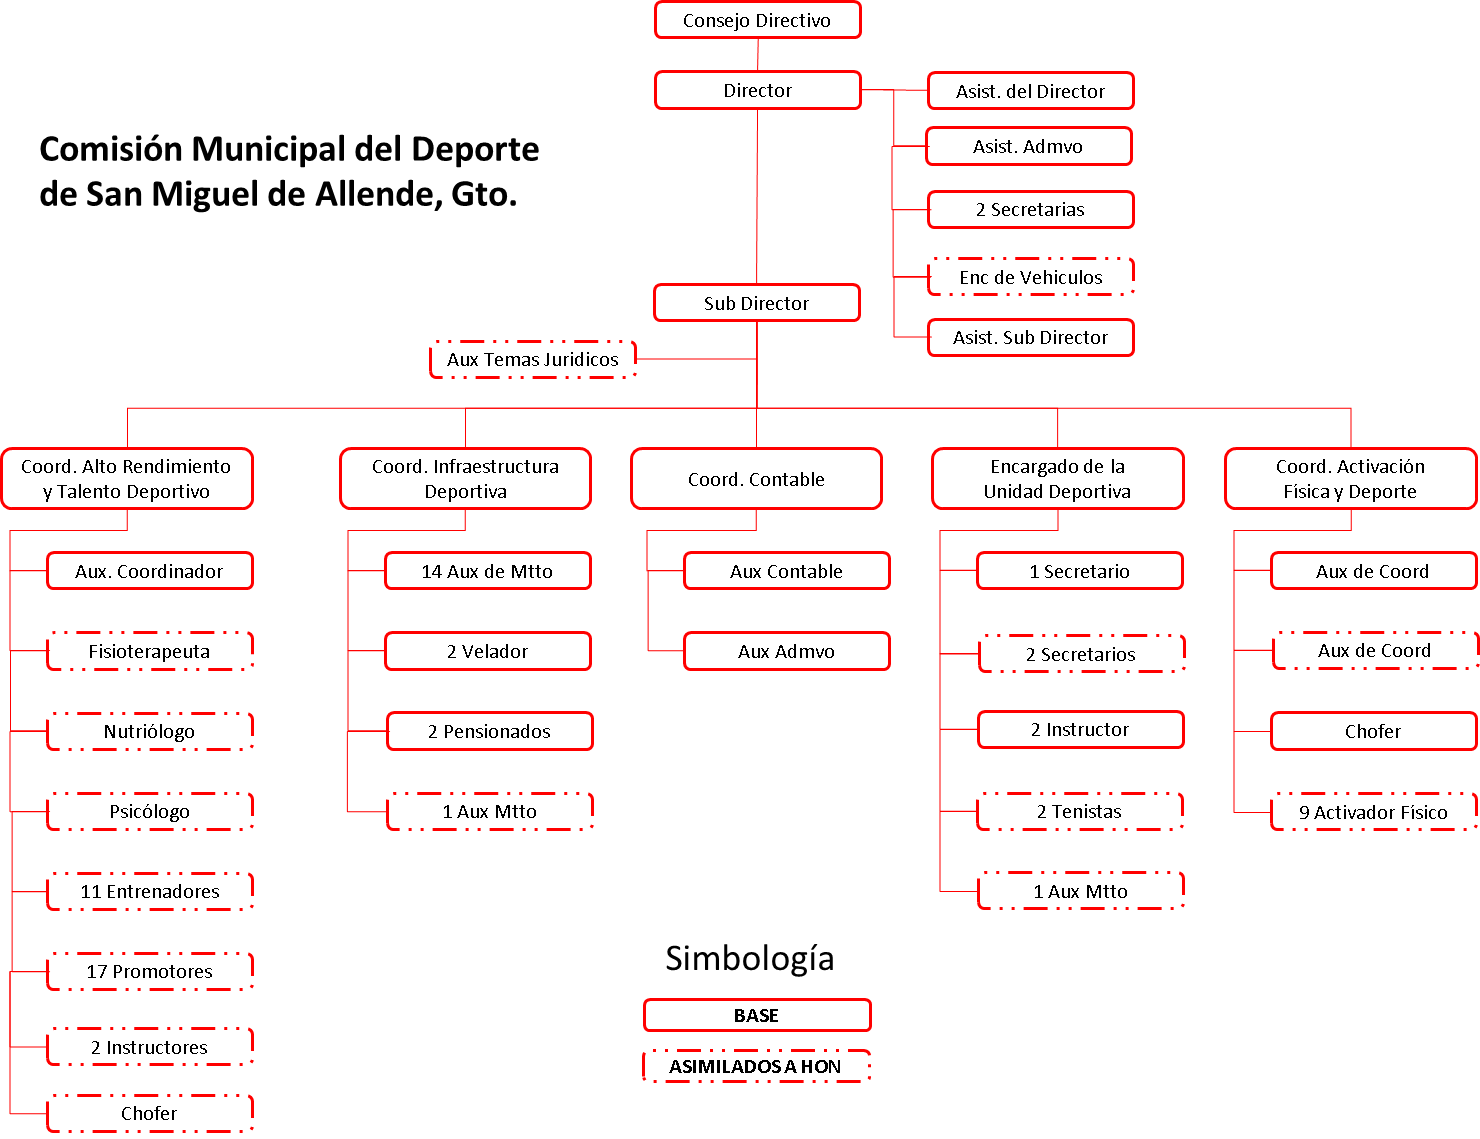 Consejo Directivo
Director
Asist. del Director
Comisión Municipal del Deporte
de San Miguel de Allende, Gto.
Asist. Admvo
2 Secretarias
Enc de Vehiculos
Sub Director
Asist. Sub Director
Aux Temas Juridicos
Coord. Alto Rendimiento
y Talento Deportivo
Coord. Infraestructura
Deportiva
Coord. Contable
Encargado de la
Unidad Deportiva
Coord. Activación
Física y Deporte
Aux. Coordinador
Fisioterapeuta
Nutriólogo
Psicólogo
11 Entrenadores
17 Promotores
2 Instructores
Chofer
14 Aux de Mtto
2 Velador
2 Pensionados
1 Aux Mtto
Aux Contable
Aux Admvo
1 Secretario
2 Secretarios
2 Instructor
2 Tenistas
1 Aux Mtto
Aux de Coord
Aux de Coord
Chofer
9 Activador Físico
Simbología
BASE
ASIMILADOS A HON